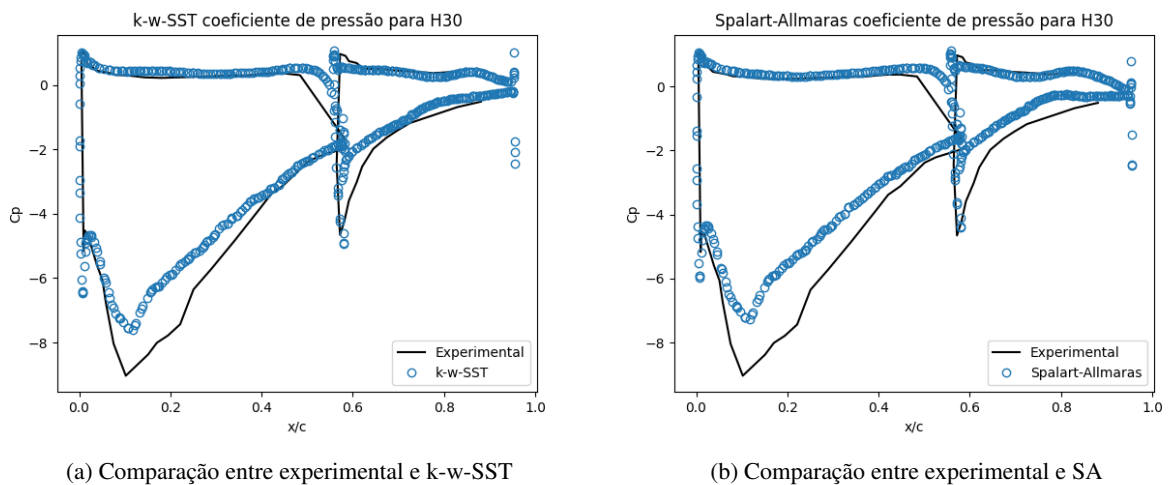 k-w-SST coeficiente de pressão para H30
0
−2
−4
−6
−8
Cp
0.0 0.2 0.4 0.6 0.8 1.0
x/c
Experimental
k-w-SST
(a) Comparação entre experimental e k-w-SST
Spalart-Allmaras coeficiente de pressão para H30
0
−2
−4
−6
−8
Cp
0.0 0.2 0.4 0.6 0.8 1.0
x/c
Experimental
Spalart-Allmaras
(b) Comparação entre experimental e SA